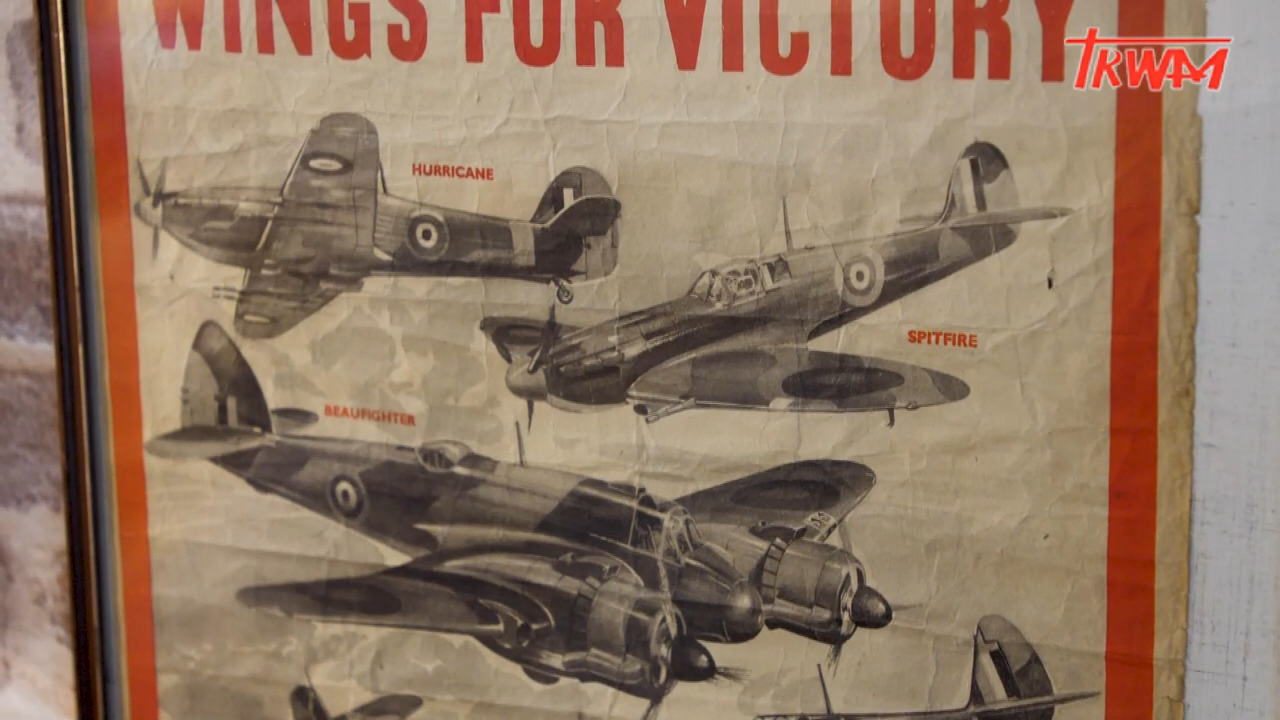 WINGS FOR VICTORY
TRWAM
HURRICANE
SPITFIRE
BEAUFIGHTER